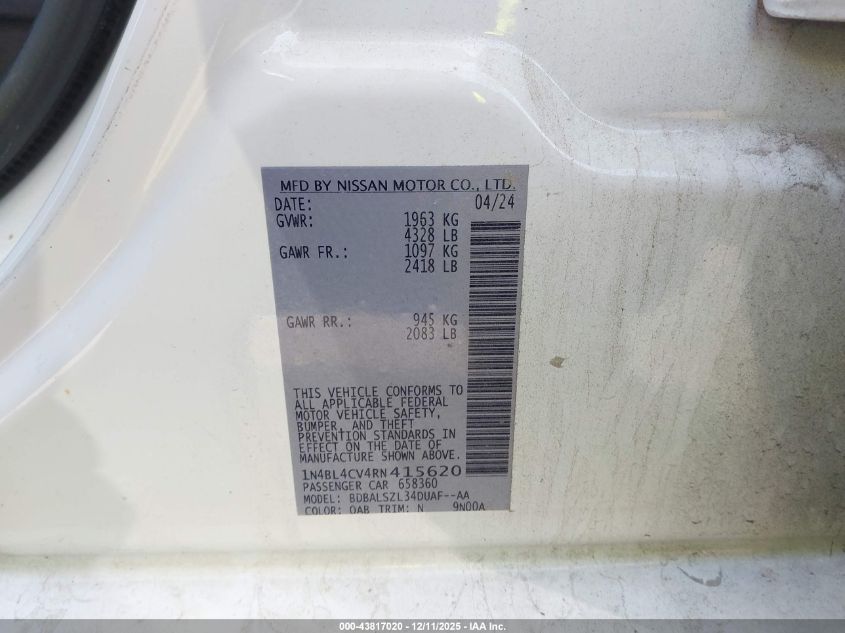 MFD BY NISSAN MOTOR CO., LTD.
DATE: 04/24
GVWR: 1963 KG
4328 LB
GAWR FR.: 1097 KG
2418 LB
GAWR RR.: 945 KG
2083 LB
THIS VEHICLE CONFORMS TO
ALL APPLICABLE FEDERAL
MOTOR VEHICLE SAFETY,
BUMPER, AND THEFT
PREVENTION STANDARDS IN
EFFECT ON THE DATE OF
MANUFACTURE SHOWN ABOVE.
1N4BL4CV4RN415620
PASSENGER CAR 658360
MODEL: BDBALSZL34DUAF--AA
COLOR: QAB TRIM: N 9N00A
000-43817020 - 12/11/2025 - IAA Inc.